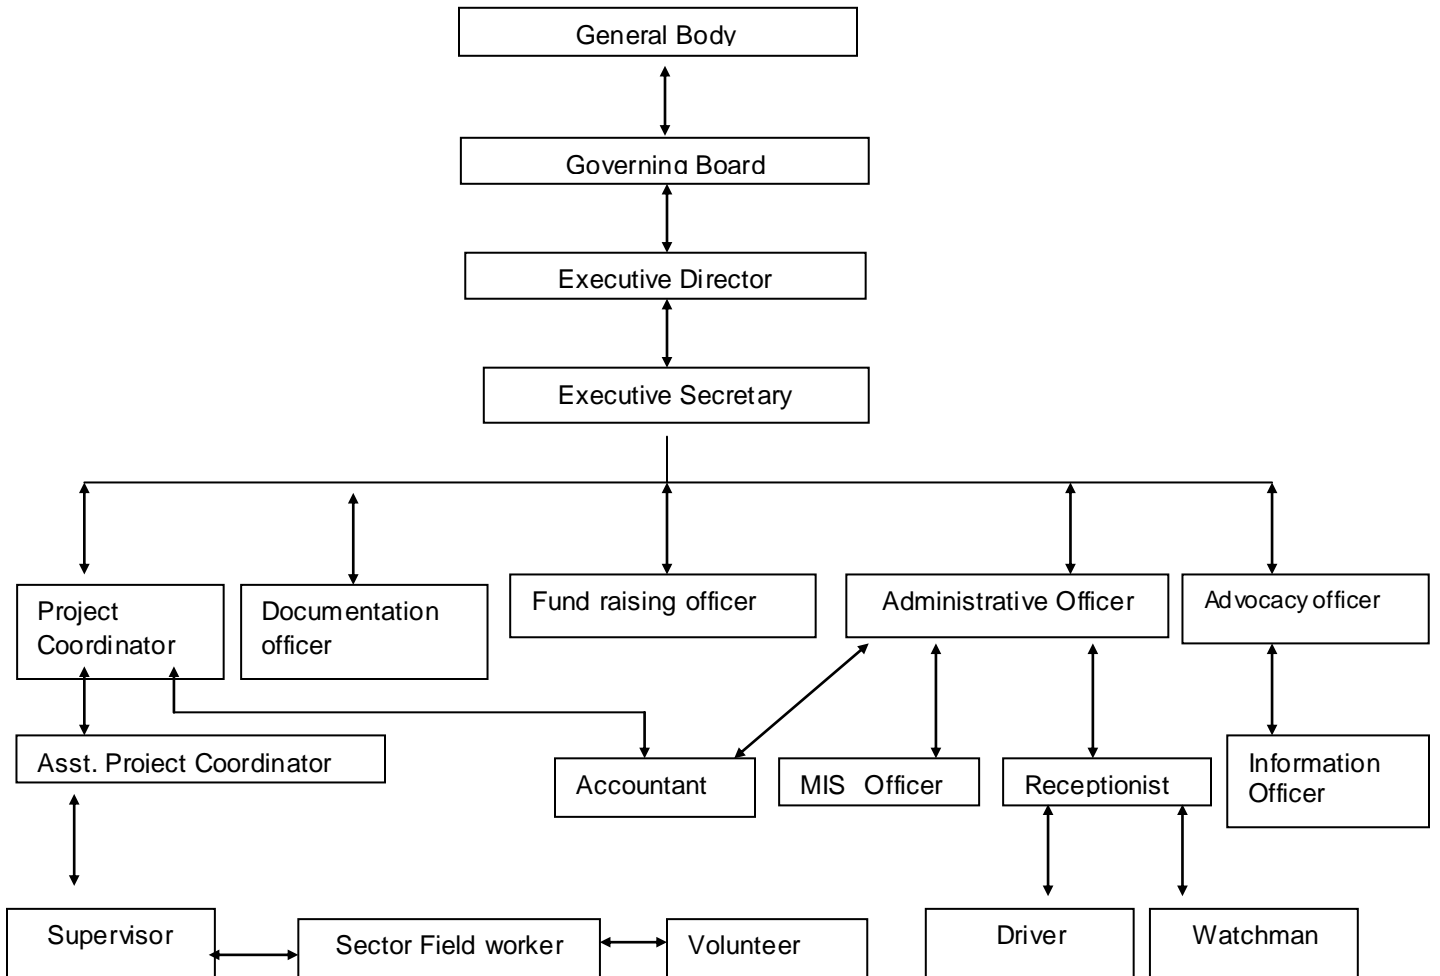 General Body
Governing Board
Executive Director
Executive Secretary
Project
Coordinator
Documentation
officer
Fund raising officer
Administrative Officer
Advocacy officer
Asst. Project Coordinator
Accountant
MIS Officer
Receptionist
Information
Officer
Supervisor
Sector Field worker
Volunteer
Driver
Watchman